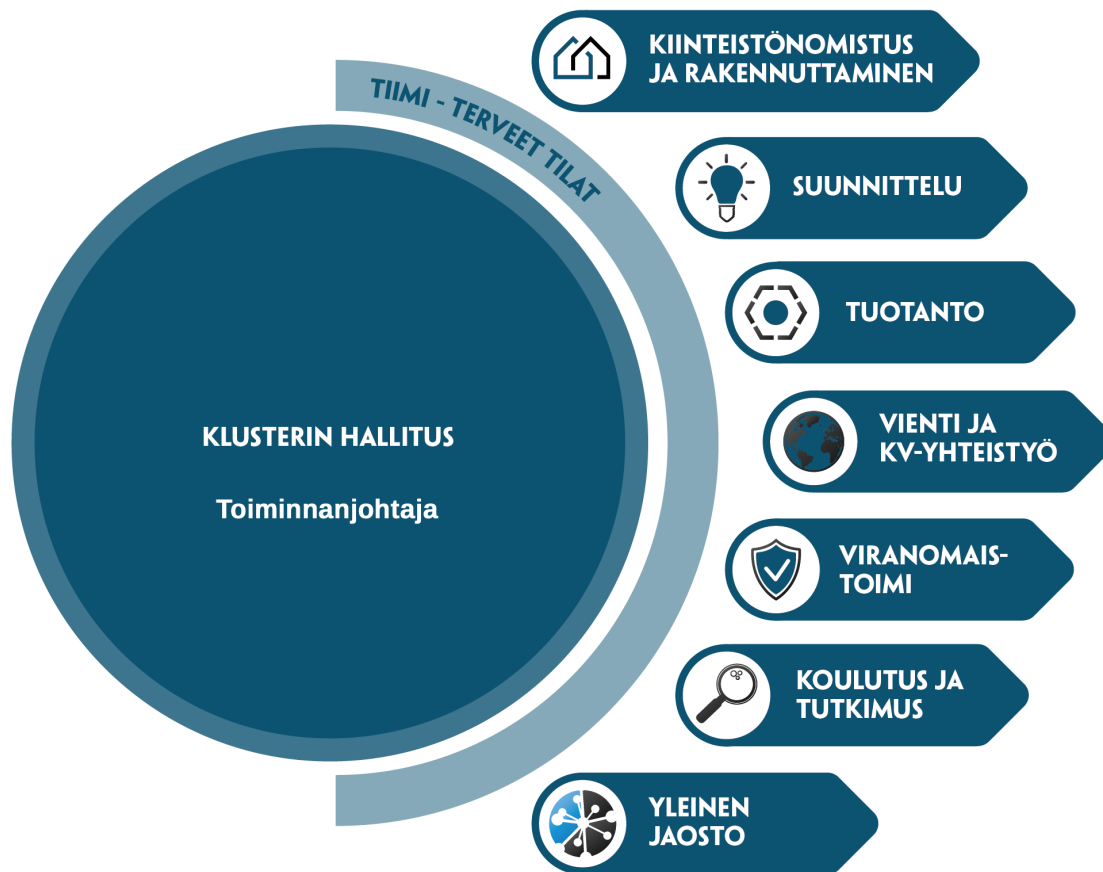 TIIMI - TERVEET TILAT
KLUSTERIN HALLITUS
Toiminnanjohtaja
KIINTEISTÖNOMISTUS
JA RAKENNUTTAMINEN
SUUNNITTELU
TUOTANTO
VIENTI JA
KV-YHTEISTYÖ
VIRANOMAIS-
TOIMI
KOULUTUS JA
TUTKIMUS
YLEINEN
JAOSTO